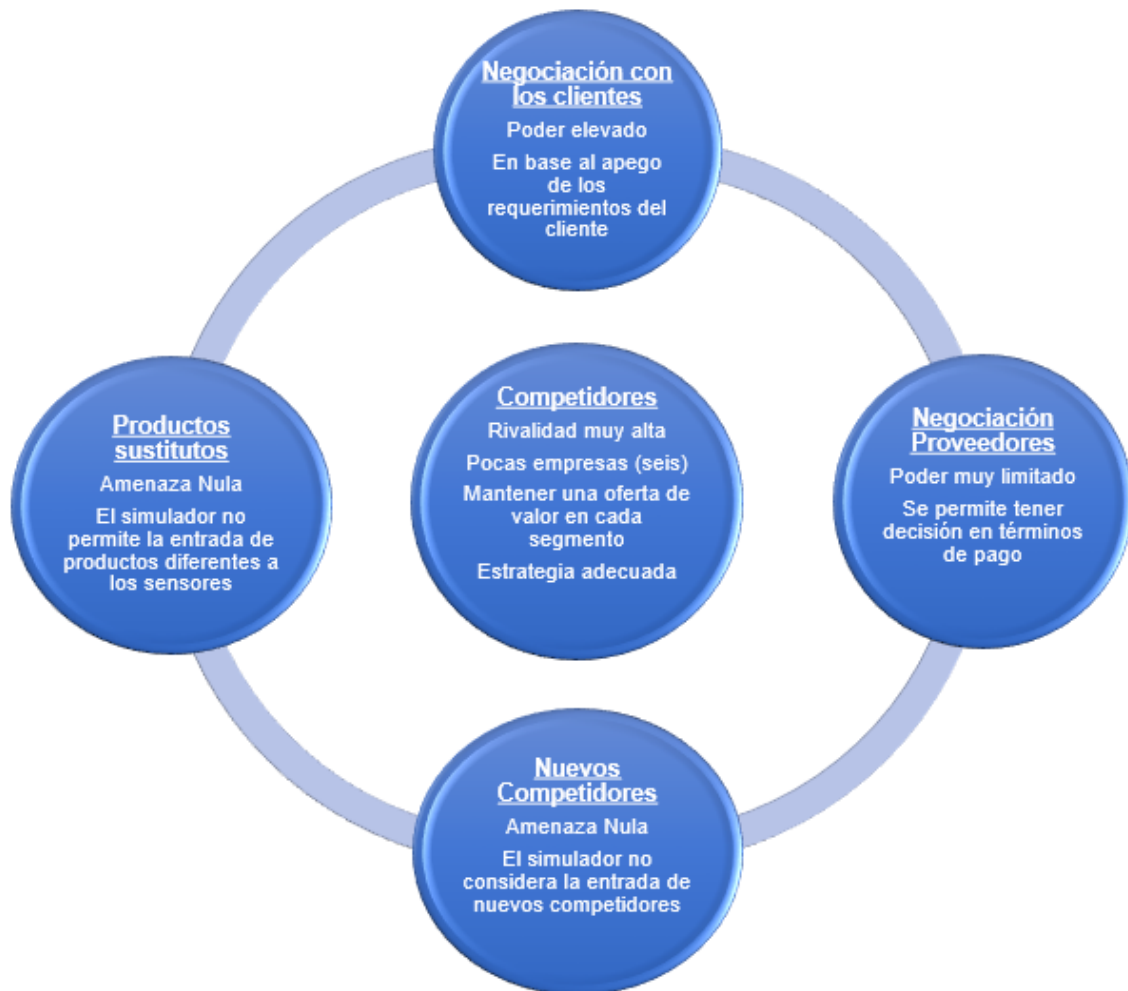 Negociación con
los clientes
Poder elevado
En base al apego
de los
requerimientos del
cliente
Productos
sustitutos
Amenaza Nula
El simulador no
permite la entrada de
productos diferentes a
los sensores
Competidores
Rivalidad muy alta
Pocas empresas (seis)
Mantener una oferta de
valor en cada
segmento
Estrategia adecuada
Negociación
Proveedores
Poder muy limitado
Se permite tener
decisión en términos
de pago
Nuevos
Competidores
Amenaza Nula
El simulador no
considera la entrada de
nuevos competidores